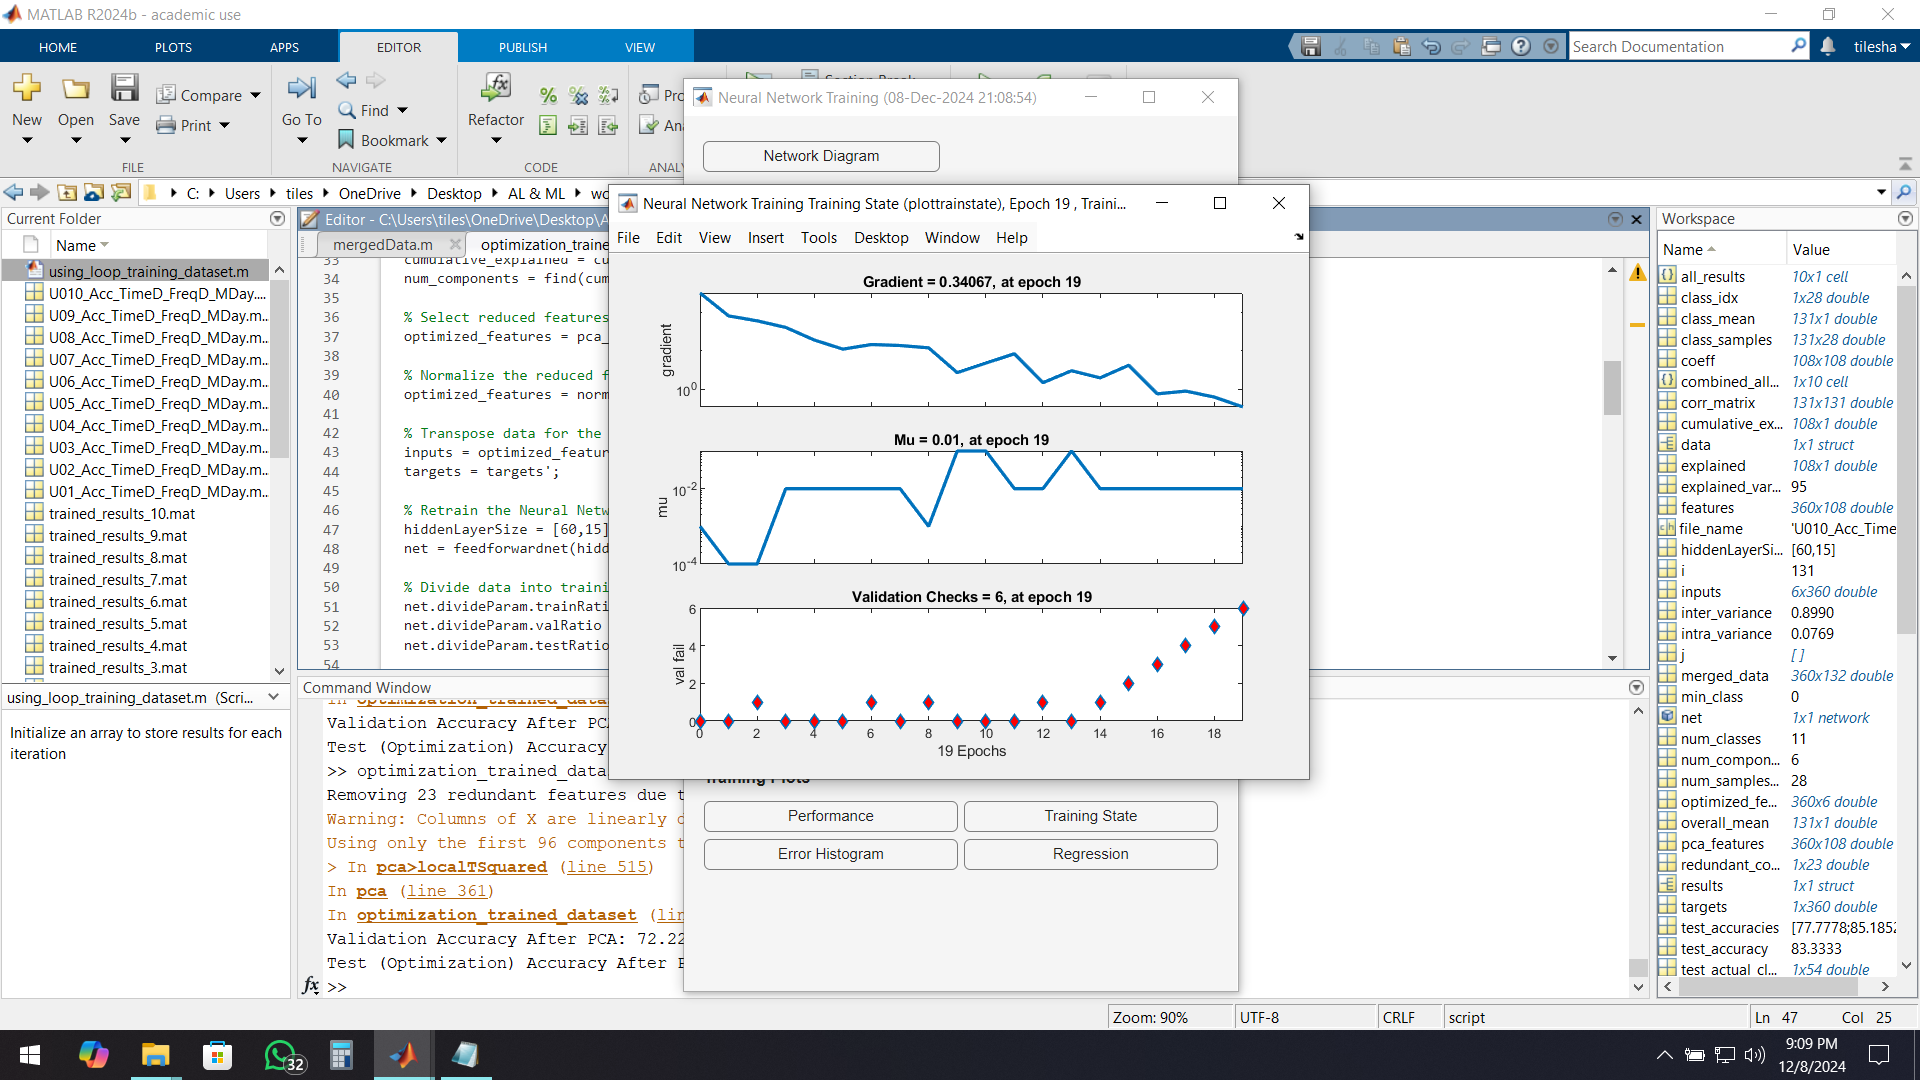 MATLAB R2024b - academic use
HOME PLOTS APPS EDITOR PUBLISH VIEW
Search Documentation
tilesha
New Open Save Compare Print
FILE
Go To Find Bookmark
NAVIGATE
Refactor
CODE
C: Users tiles OneDrive Desktop AL & ML
Current Folder
Name
using_loop_training_dataset.m
U010_Acc_TimeD_FreqD_MDay....
U09_Acc_TimeD_FreqD_MDay.m...
U08_Acc_TimeD_FreqD_MDay.m...
U07_Acc_TimeD_FreqD_MDay.m...
U06_Acc_TimeD_FreqD_MDay.m...
U05_Acc_TimeD_FreqD_MDay.m...
U04_Acc_TimeD_FreqD_MDay.m...
U03_Acc_TimeD_FreqD_MDay.m...
U02_Acc_TimeD_FreqD_MDay.m...
U01_Acc_TimeD_FreqD_MDay.m...
trained_results_10.mat
trained_results_9.mat
trained_results_8.mat
trained_results_7.mat
trained_results_6.mat
trained_results_5.mat
trained_results_4.mat
trained_results_3.mat
using_loop_training_dataset.m (Scri...
Initialize an array to store results for each
iteration
Editor - C:\Users\tiles\OneDrive\Desktop\A
mergedData.m optimization_traine
33 cumulative_explained = cu
34 num_components = find(cum
35
36 % Select reduced features
37 optimized_features = pca_
38
39 % Normalize the reduced f
40 optimized_features = norm
41
42 % Transpose data for the
43 inputs = optimized_featur
44 targets = targets';
45
46 % Retrain the Neural Netw
47 hiddenLayerSize = [60,15]
48 net = feedforwardnet(hidd
49
50 % Divide data into traini
51 net.divideParam.trainRati
52 net.divideParam.valRatio
53 net.divideParam.testRatio
54
Command Window
In optimization_trained_data
Validation Accuracy After PC
Test (Optimization) Accuracy
>> optimization_trained_data
Removing 23 redundant features due t
Warning: Columns of X are linearly
Using only the first 96 components t
> In pca>localTSquared (line 515)
In pca (line 361)
In optimization_trained_dataset (lin
Validation Accuracy After PCA: 72.22
Test (Optimization) Accuracy After P
fx >>
Neural Network Training (08-Dec-2024 21:08:54)
Network Diagram
Neural Network Training Training State (plottrainstate), Epoch 19 , Traini...
File Edit View Insert Tools Desktop Window Help
Gradient = 0.34067, at epoch 19
gradient
10^0
Mu = 0.01, at epoch 19
mu
10^-2
10^-4
Validation Checks = 6, at epoch 19
val fail
6
4
2
0
0 2 4 6 8 10 12 14 16 18
19 Epochs
Training Plots
Performance Training State
Error Histogram Regression
Workspace
Name Value
all_results 10x1 cell
class_idx 1x28 double
class_mean 131x1 double
class_samples 131x28 double
coeff 108x108 double
combined_all... 1x10 cell
corr_matrix 131x131 double
cumulative_ex... 108x1 double
data 1x1 struct
explained 108x1 double
explained_var... 95
features 360x108 double
file_name 'U010_Acc_Time
hiddenLayerSi... [60,15]
i 131
inputs 6x360 double
inter_variance 0.8990
intra_variance 0.0769
j []
merged_data 360x132 double
min_class 0
net 1x1 network
num_classes 11
num_compon... 6
num_samples... 28
optimized_fe... 360x6 double
overall_mean 131x1 double
pca_features 360x108 double
redundant_co... 1x23 double
results 1x1 struct
targets 1x360 double
test_accuracies [77.7778;85.1852
test_accuracy 83.3333
test_actual_cl... 1x54 double
Zoom: 90% UTF-8 CRLF script Ln 47 Col 25
32
9:09 PM
12/8/2024